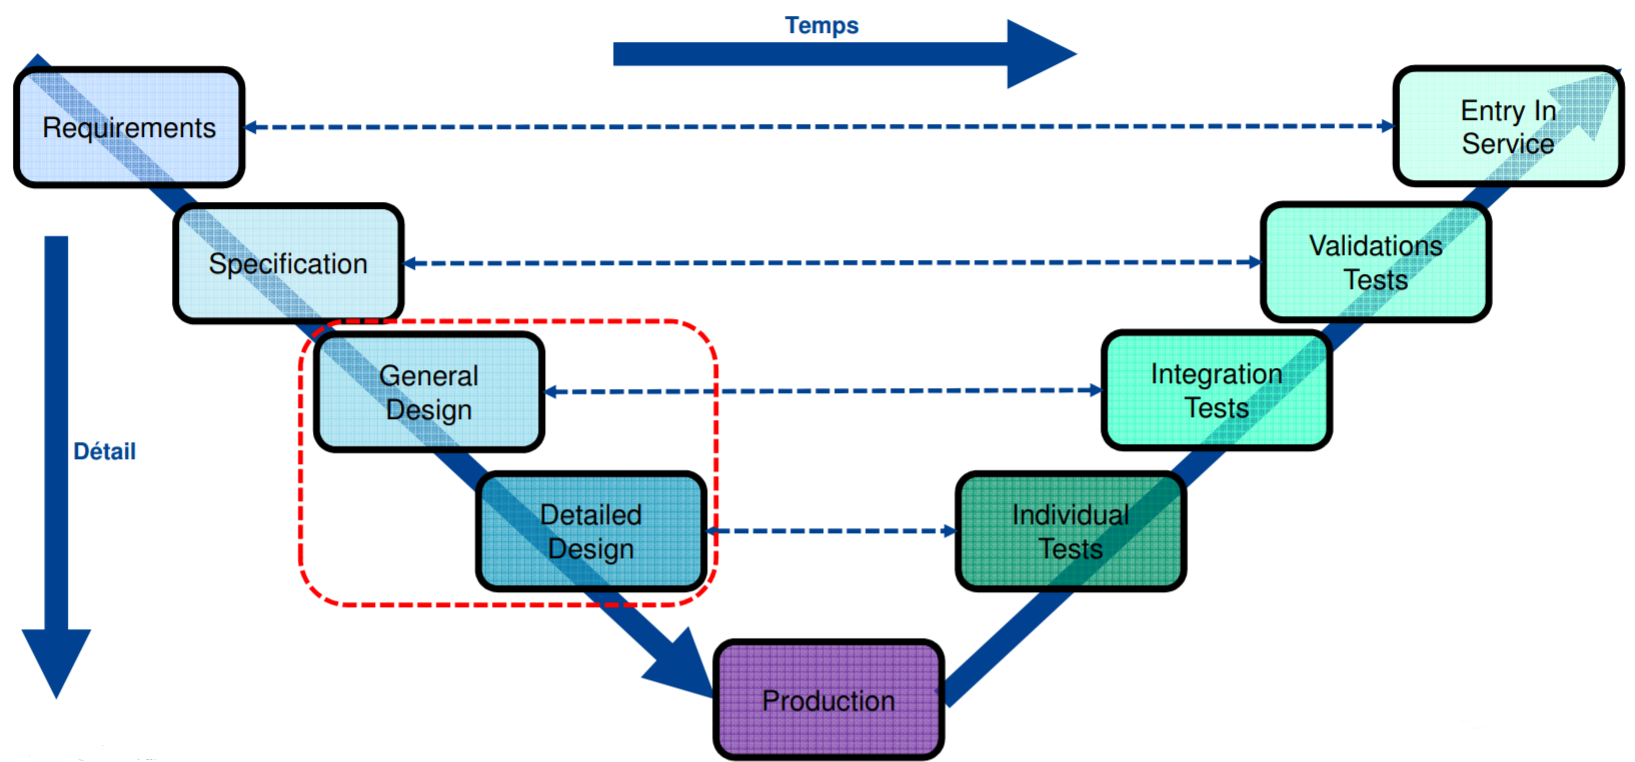 Temps
Requirements
Entry In
Service
Specification
Validations
Tests
General
Design
Integration
Tests
Détail
Detailed
Design
Individual
Tests
Production